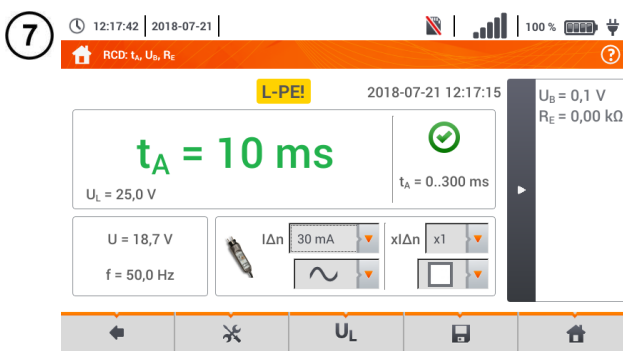 7
12:17:42 2018-07-21 100 %
RCD: tA, UB, RE
L-PE! 2018-07-21 12:17:15
tA = 10 ms
UL = 25,0 V
tA = 0..300 ms
UB = 0,1 V
RE = 0,00 kΩ
U = 18,7 V
f = 50,0 Hz
IΔn 30 mA xIΔn x1
UL